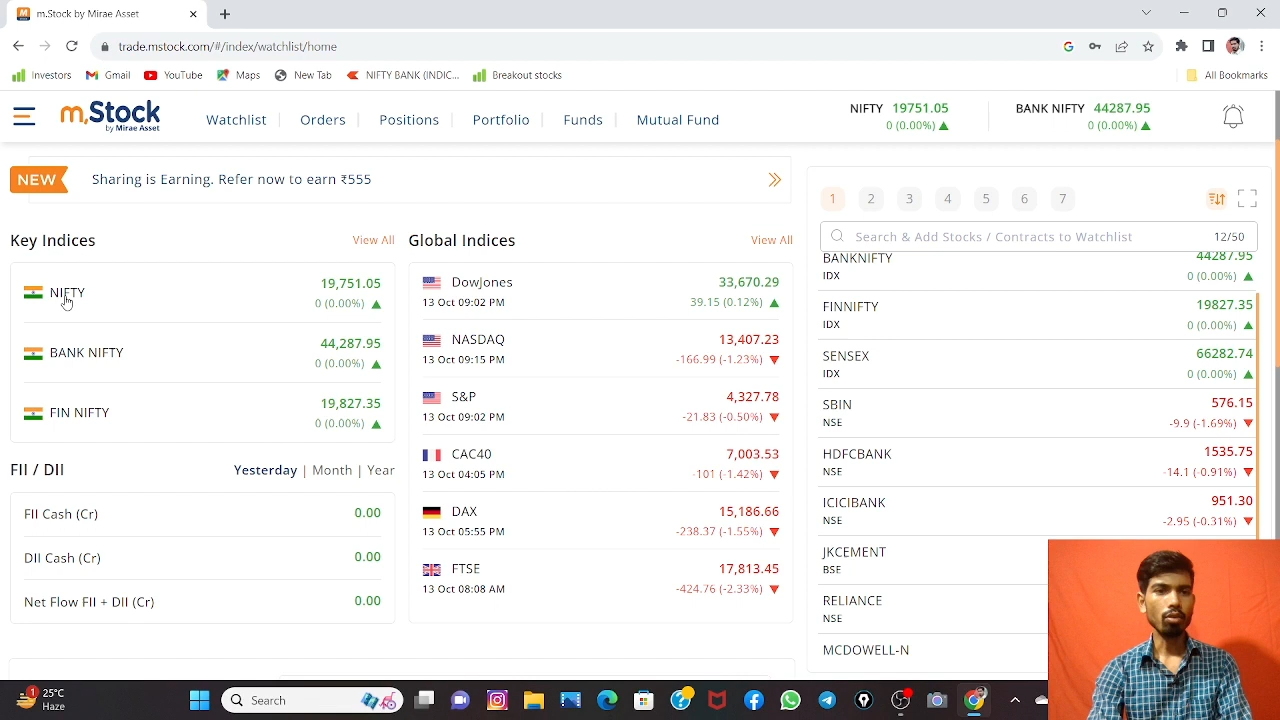 m.Stock by Mirae Asset
trade.mstock.com/#/index/watchlist/home
Investors Gmail YouTube Maps New Tab NIFTY BANK (INDIC... Breakout stocks All Bookmarks
m.Stock
by Mirae Asset
Watchlist Orders Positions Portfolio Funds Mutual Fund
NIFTY 19751.05
0 (0.00%)
BANK NIFTY 44287.95
0 (0.00%)
NEW Sharing is Earning. Refer now to earn ₹555
Key Indices View All
NIFTY 19,751.05
0 (0.00%)
BANK NIFTY 44,287.95
0 (0.00%)
FIN NIFTY 19,827.35
0 (0.00%)
FII / DII Yesterday | Month | Year
FII Cash (Cr) 0.00
DII Cash (Cr) 0.00
Net Flow FII + DII (Cr) 0.00
Global Indices View All
DowJones 33,670.29
13 Oct 09:02 PM 39.15 (0.12%)
NASDAQ 13,407.23
13 Oct 09:15 PM -166.99 (-1.23%)
S&P 4,327.78
13 Oct 09:02 PM -21.83 (-0.50%)
CAC40 7,003.53
13 Oct 04:05 PM -101 (-1.42%)
DAX 15,186.66
13 Oct 05:55 PM -238.37 (-1.55%)
FTSE 17,813.45
13 Oct 08:08 AM -424.76 (-2.33%)
1 2 3 4 5 6 7
Search & Add Stocks / Contracts to Watchlist 12/50
BANKNIFTY 44287.95
IDX 0 (0.00%)
FINNIFTY 19827.35
IDX 0 (0.00%)
SENSEX 66282.74
IDX 0 (0.00%)
SBIN 576.15
NSE -9.9 (-1.69%)
HDFCBANK 1535.75
NSE -14.1 (-0.91%)
ICICIBANK 951.30
NSE -2.95 (-0.31%)
JKCEMENT
BSE
RELIANCE
NSE
MCDOWELL-N
1
25°C
Haze
Search